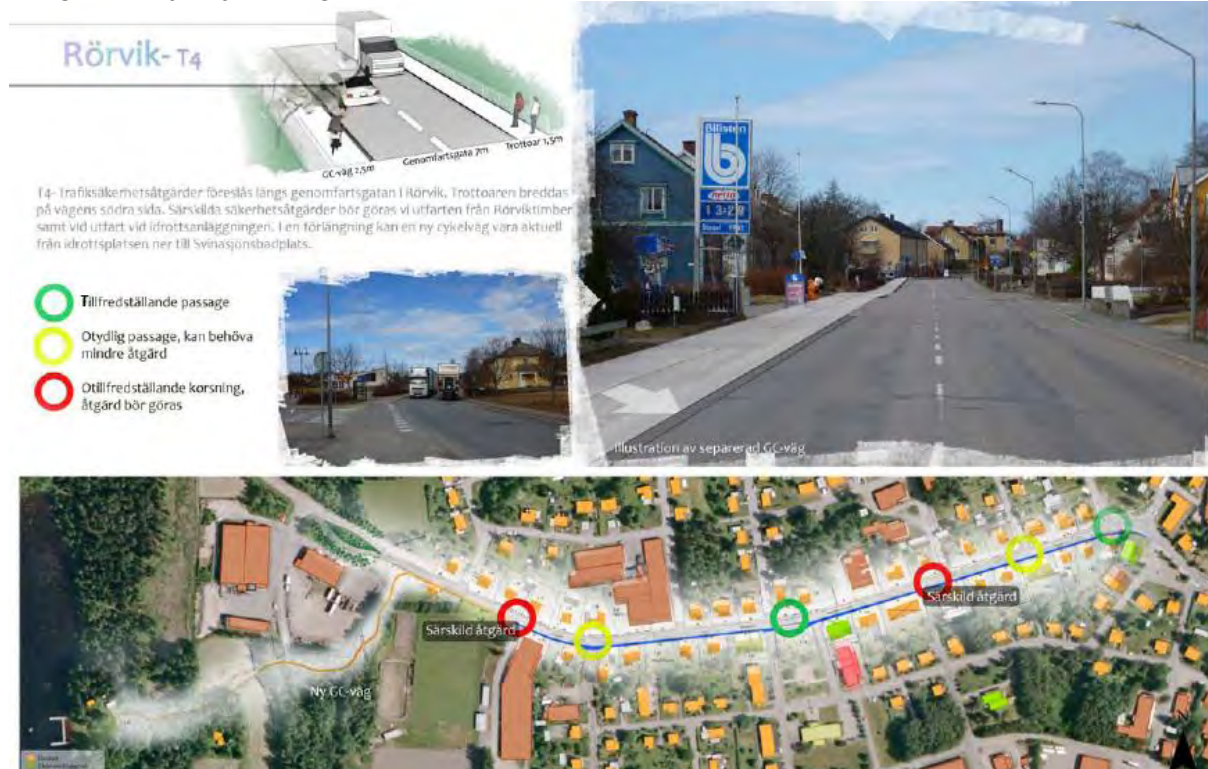 Rörvik- T4
GC-väg 2,5m
Genomfartsgata 7m
Trottoar 1,5m
T4- Trafiksäkerhetsåtgärder föreslås längs genomfartsgatan i Rörvik. Trottoaren breddas
på vägens södra sida. Särskilda säkerhetsåtgärder bör göras vi utfarten från Rörviktimber
samt vid utfart vid idrottsanläggningen. I en förlängning kan en ny cykelväg vara aktuell
från idrottsplatsen ner till Svinasjönsbadplats.
Tillfredställande passage
Otydlig passage, kan behöva
mindre åtgärd
Otillfredställande korsning,
åtgärd bör göras
Bilisten
b
Diesel
Illustration av separerad GC-väg
Särskild åtgärd
Särskild åtgärd
Ny GC-väg